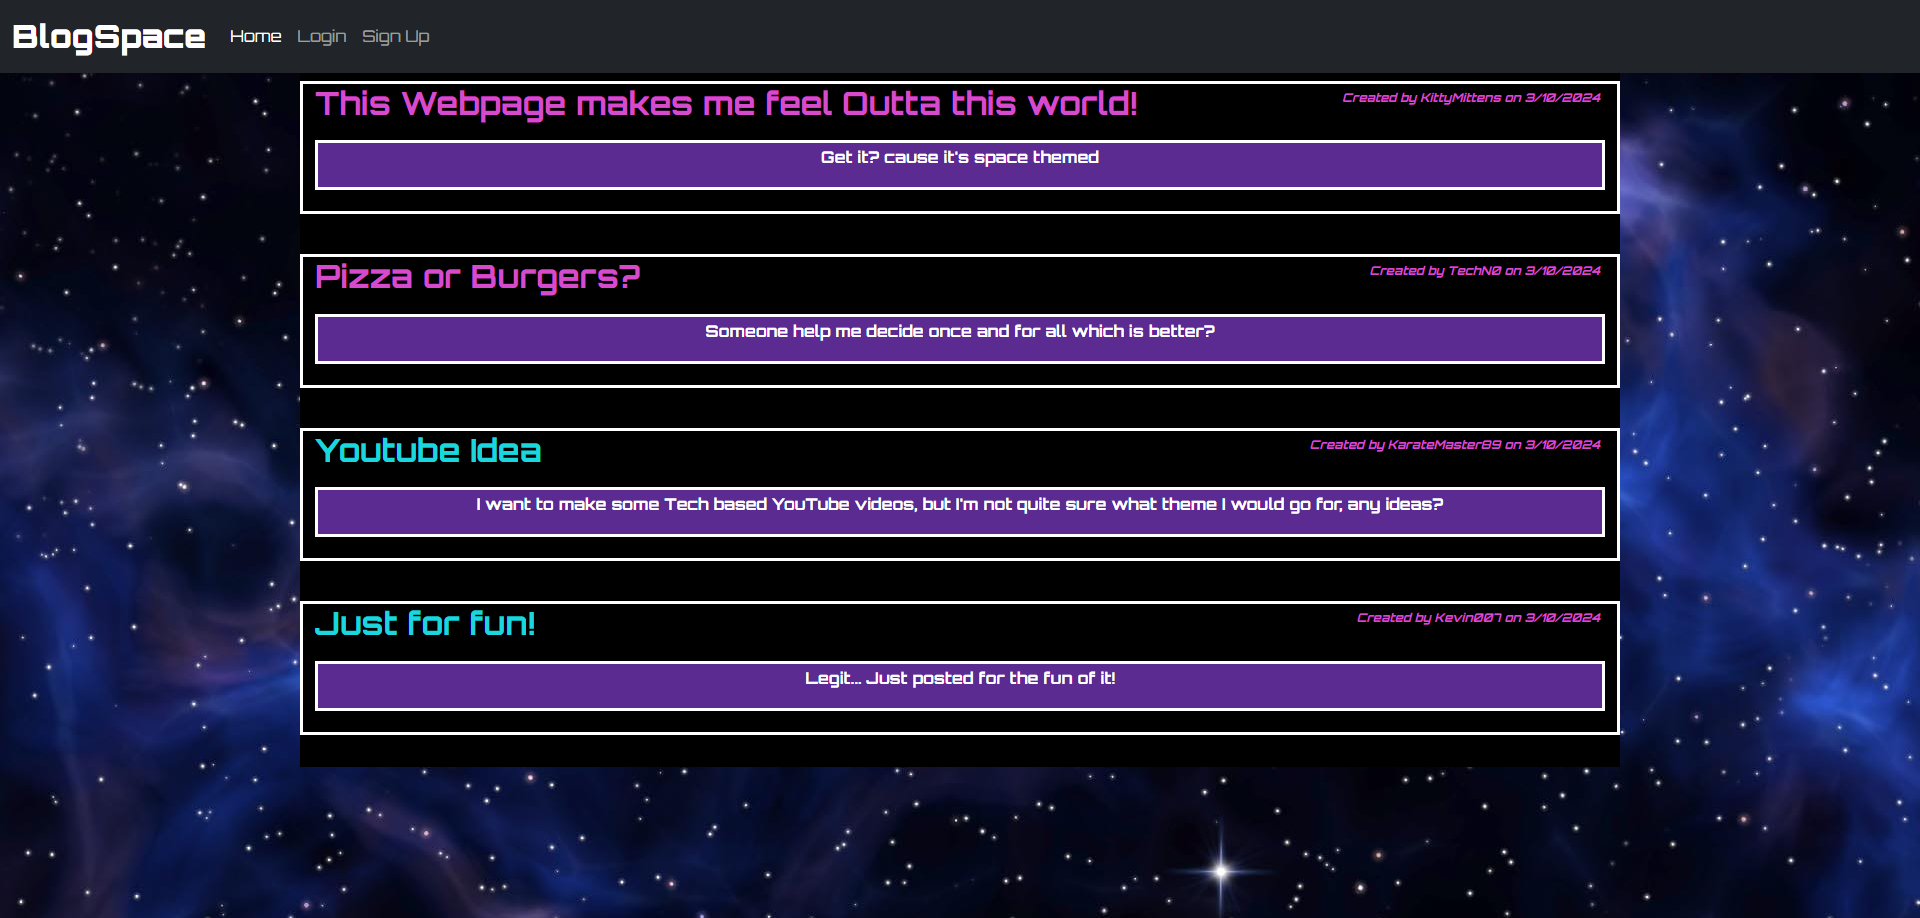 BlogSpace Home Login Sign Up
This Webpage makes me feel Outta this world! Created by KittyMittens on 3/10/2024
Get it? cause it's space themed
Pizza or Burgers? Created by TechN0 on 3/10/2024
Someone help me decide once and for all which is better?
Youtube Idea Created by KarateMaster89 on 3/10/2024
I want to make some Tech based YouTube videos, but I'm not quite sure what theme I would go for, any ideas?
Just for fun! Created by Kevin007 on 3/10/2024
Legit... Just posted for the fun of it!